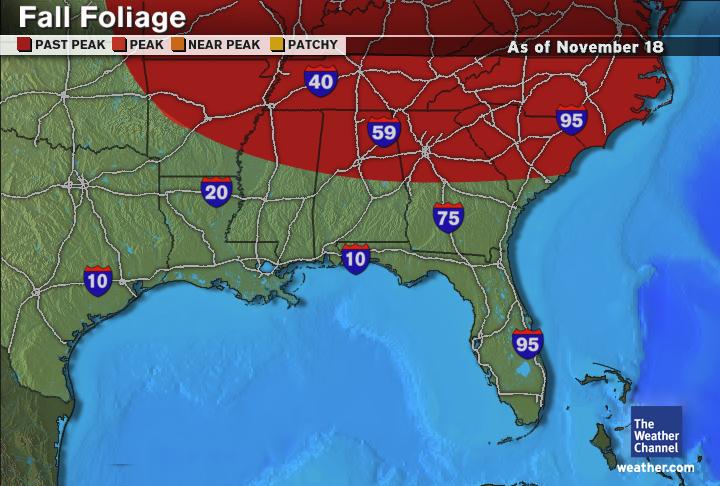 Fall Foliage
PAST PEAK PEAK NEAR PEAK PATCHY
As of November 18
40
59
95
20
75
10
10
95
The
Weather
Channel
weather.com